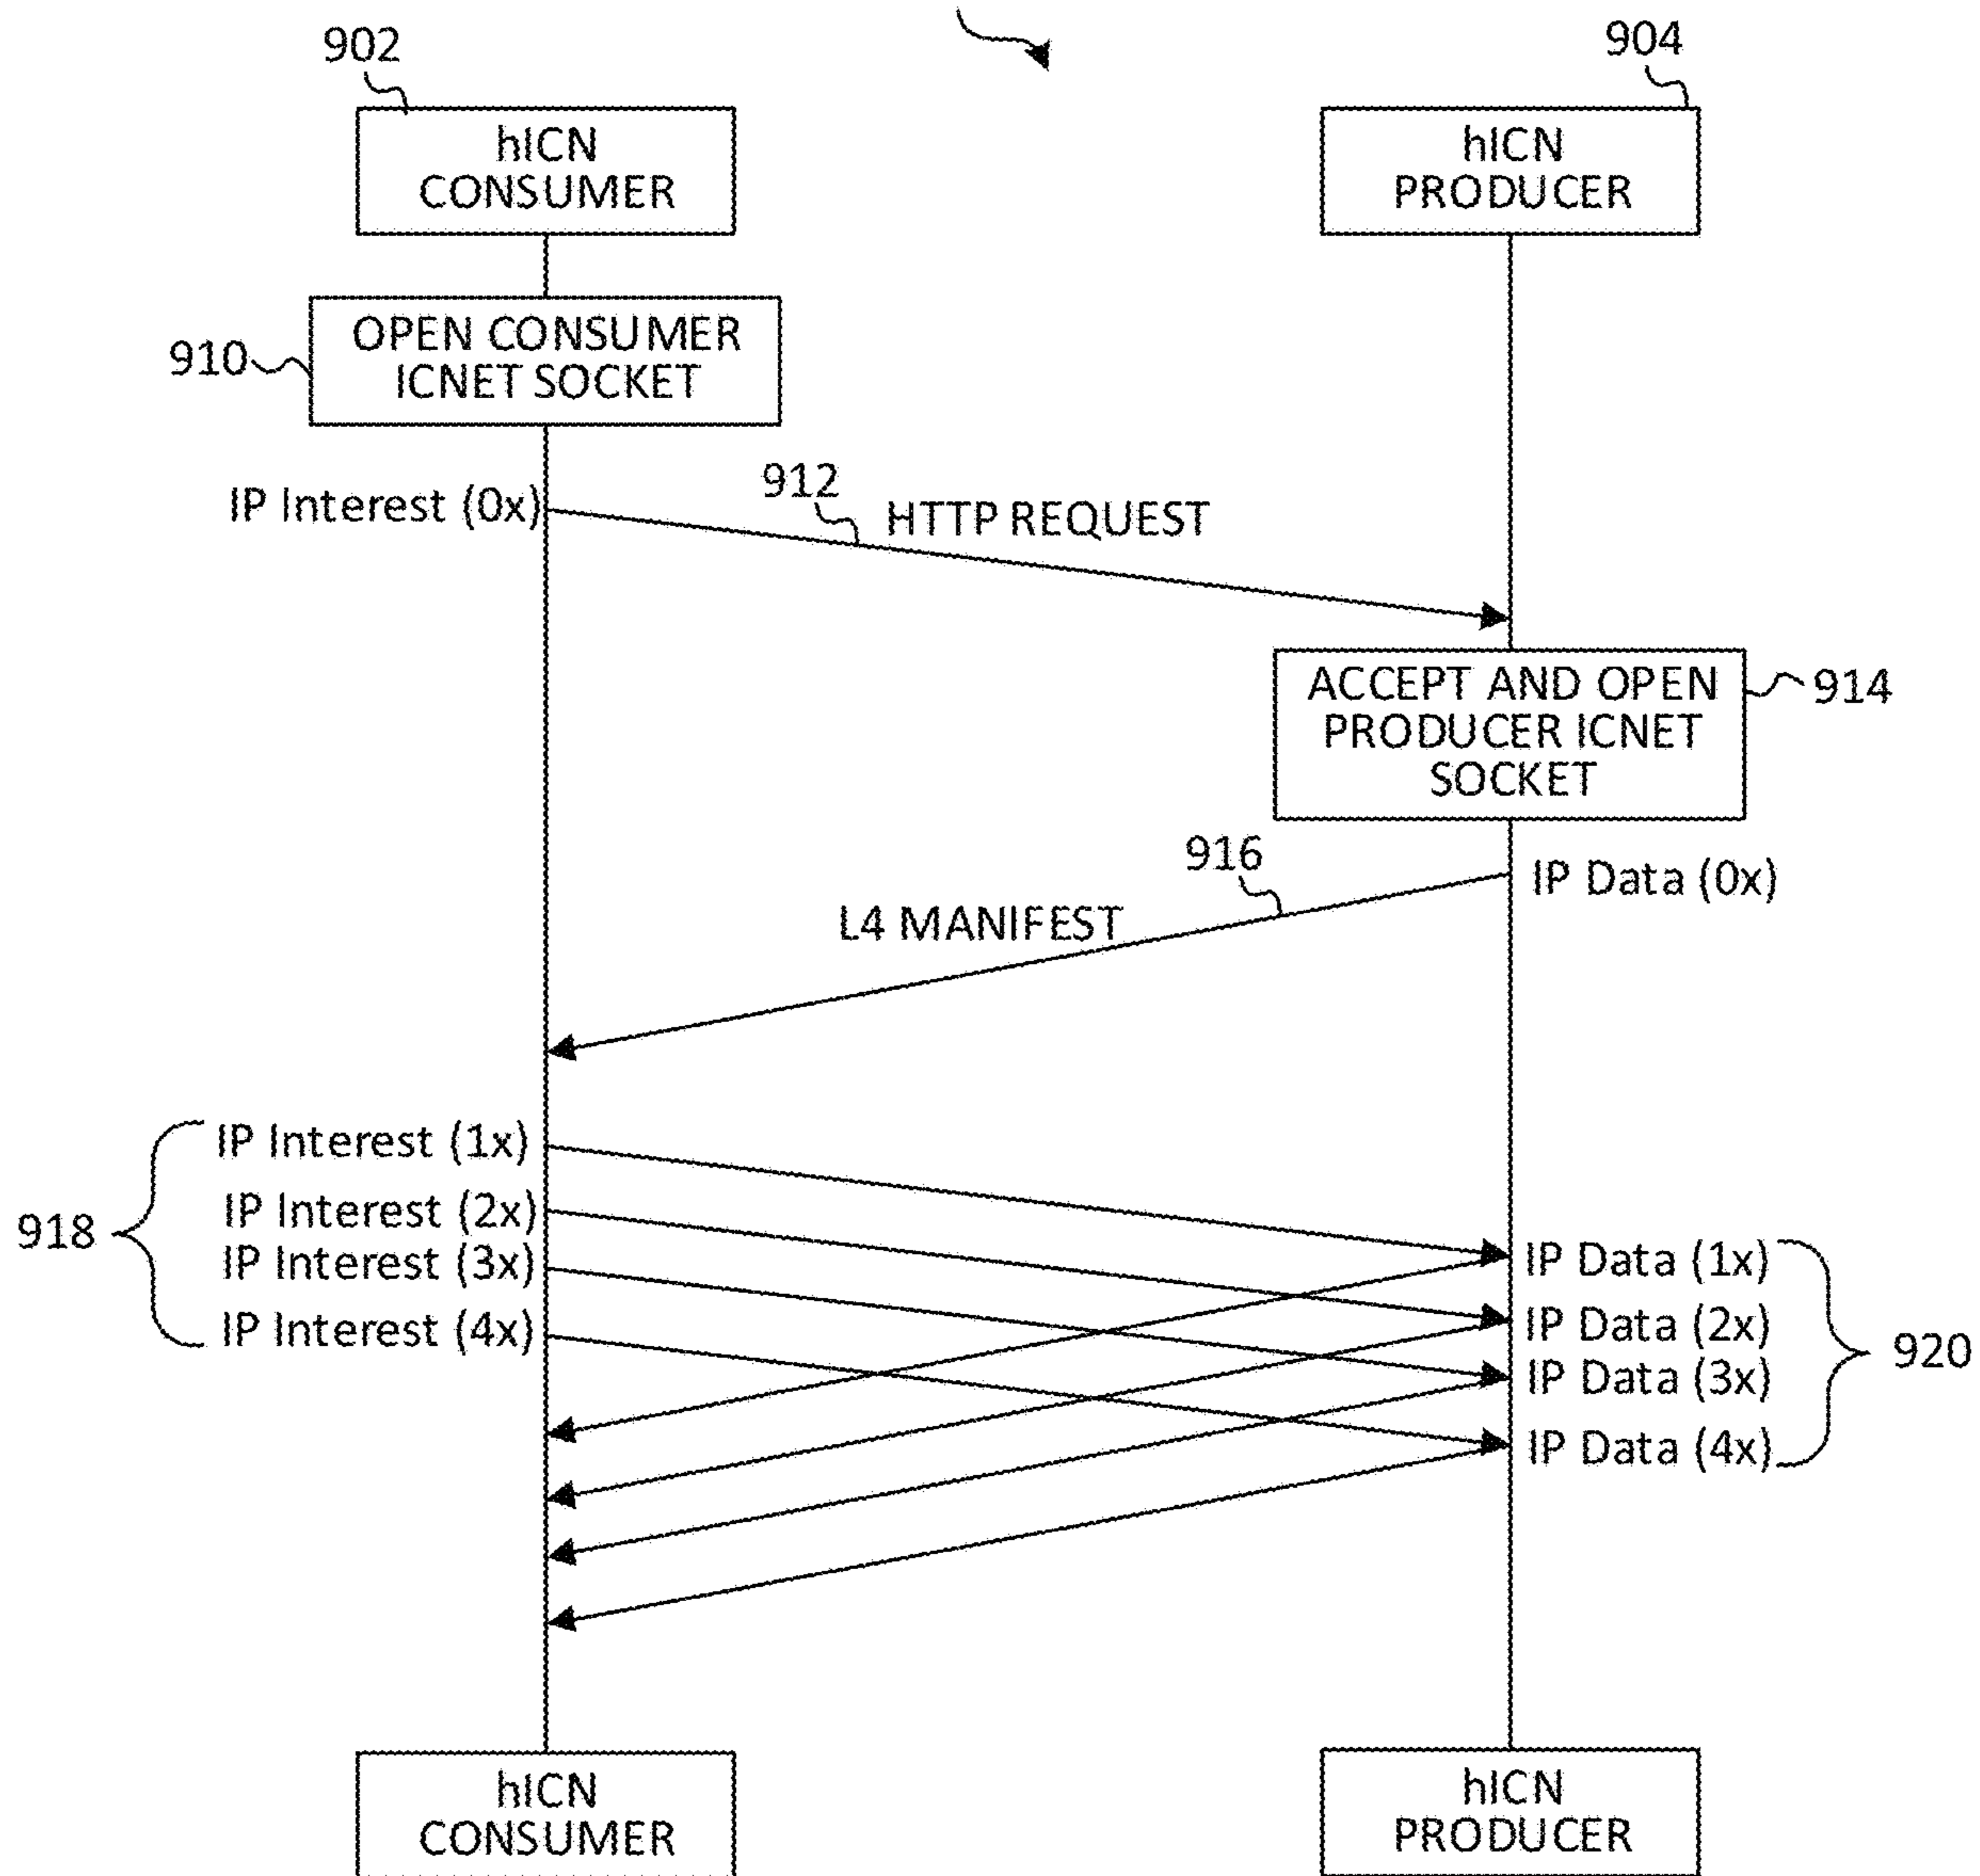 902
904
hICN
CONSUMER
hICN
PRODUCER
910
OPEN CONSUMER
ICNET SOCKET
IP Interest (0x)
912
HTTP REQUEST
ACCEPT AND OPEN
PRODUCER ICNET
SOCKET
914
916
IP Data (0x)
L4 MANIFEST
918
IP Interest (1x)
IP Interest (2x)
IP Interest (3x)
IP Interest (4x)
IP Data (1x)
IP Data (2x)
IP Data (3x)
IP Data (4x)
920
hICN
CONSUMER
hICN
PRODUCER